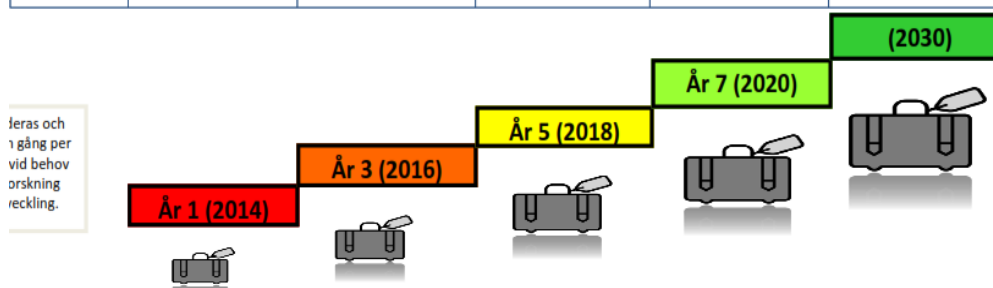 (2030)
År 7 (2020)
År 5 (2018)
År 3 (2016)
År 1 (2014)
deras och
gång per
vid behov
orskning
veckling.